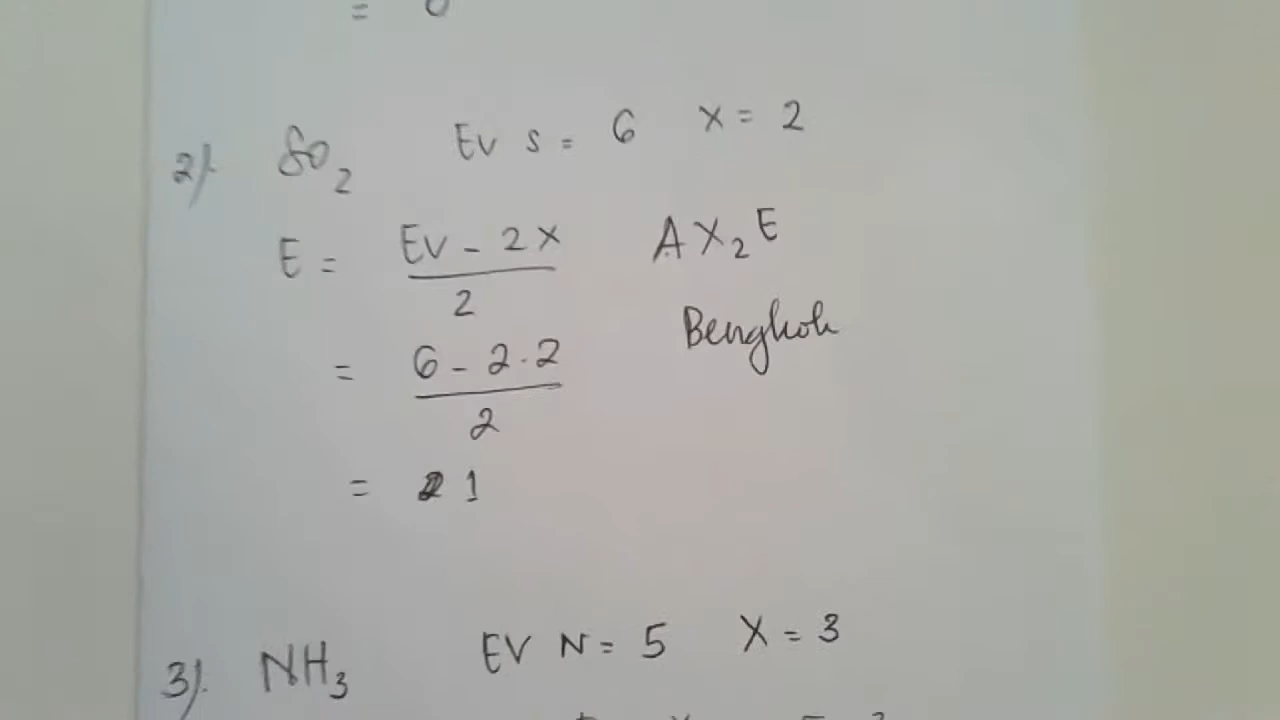 = 0
2). SO2 EV S = 6 X = 2
E = EV - 2X / 2 AX2E
Bengkok
= 6 - 2.2 / 2
= 1
3). NH3 EV N = 5 X = 3